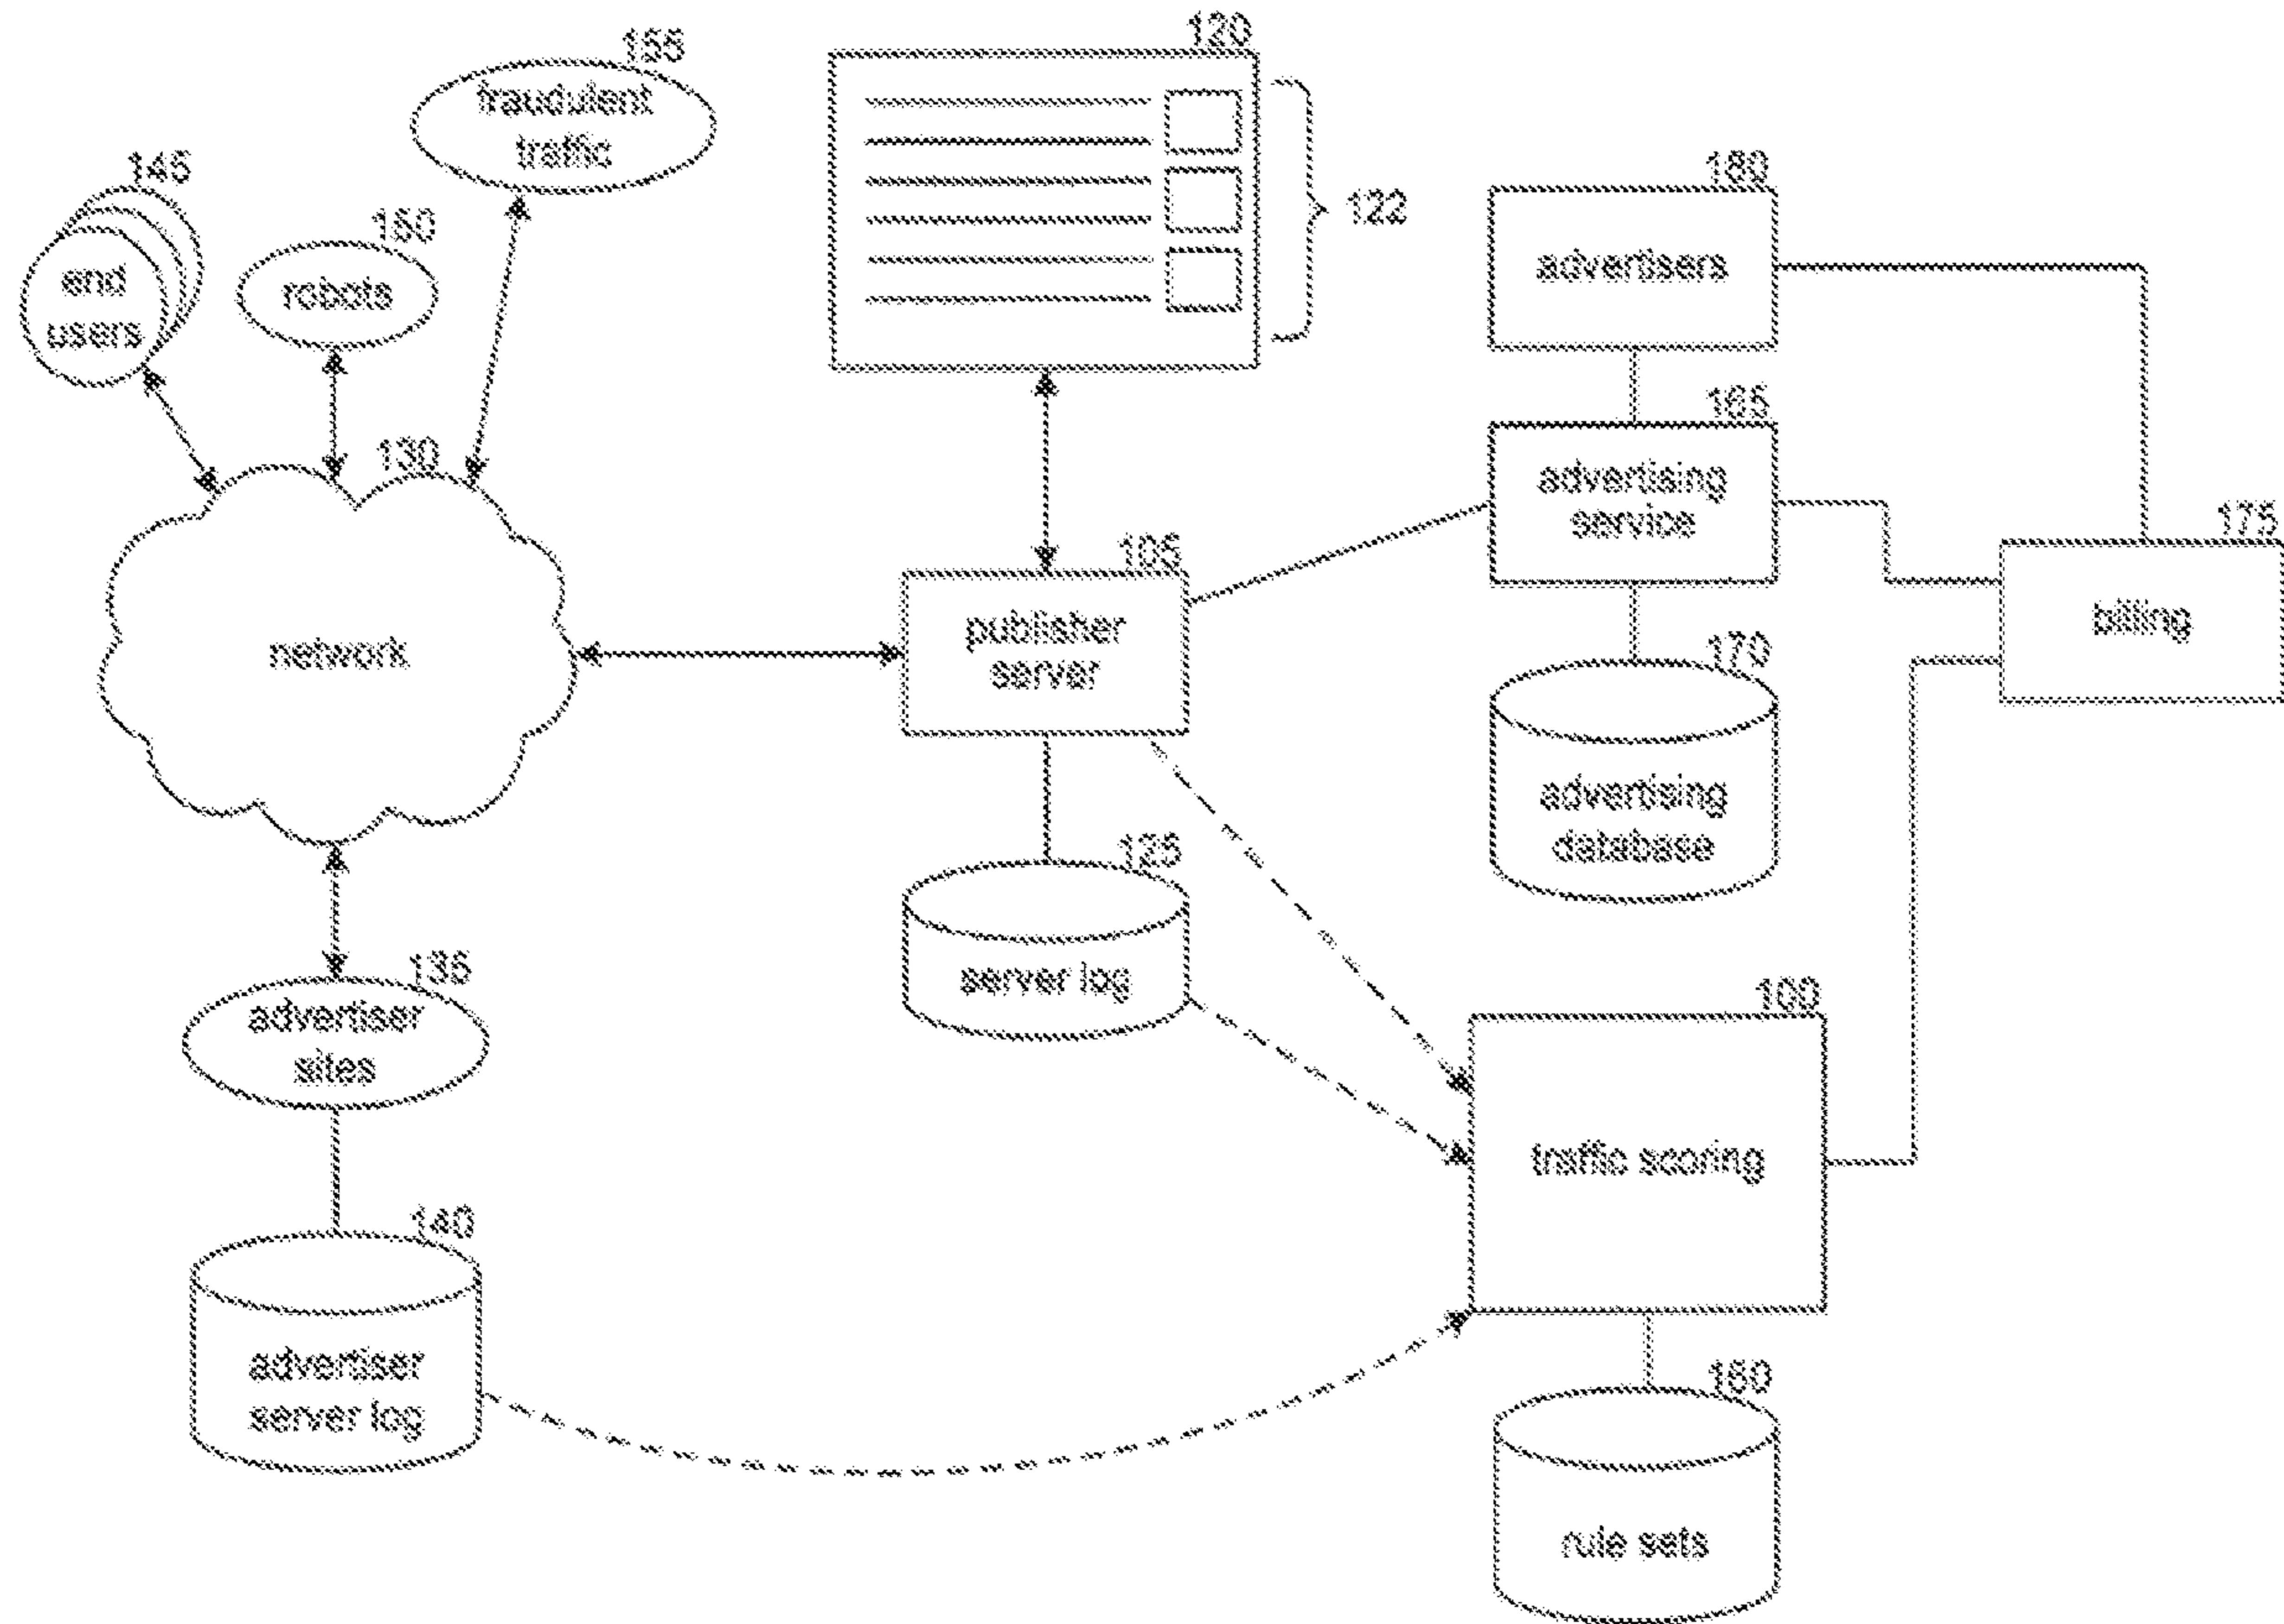 120
155
fraudulent
traffic
145
end
users
150
robots
122
180
advertisers
130
network
165
advertising
service
175
billing
105
publisher
server
170
advertising
database
125
server log
135
advertiser
sites
100
traffic scoring
140
advertiser
server log
160
rule sets